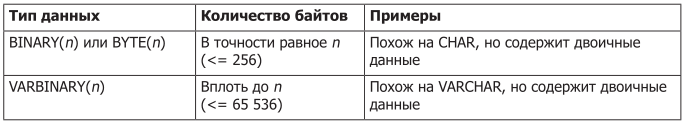 Тип данных Количество байтов Примеры
BINARY(n) или BYTE(n) В точности равное n Похож на CHAR, но содержит двоичные
(<= 256) данные
VARBINARY(n) Вплоть до n Похож на VARCHAR, но содержит двоичные
(<= 65 536) данные